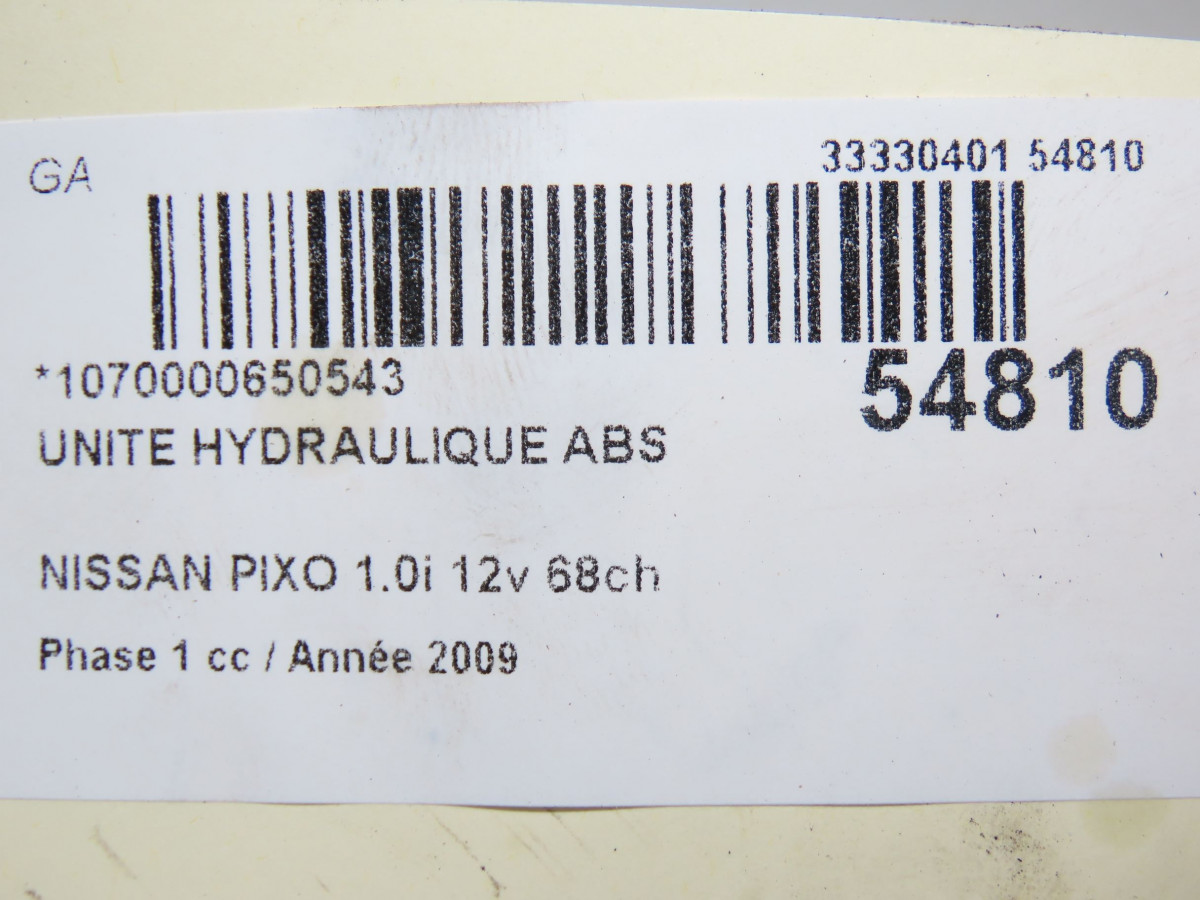 GA
33330401 54810
*1070000650543
54810
UNITE HYDRAULIQUE ABS
NISSAN PIXO 1.0i 12v 68ch
Phase 1 cc / Année 2009